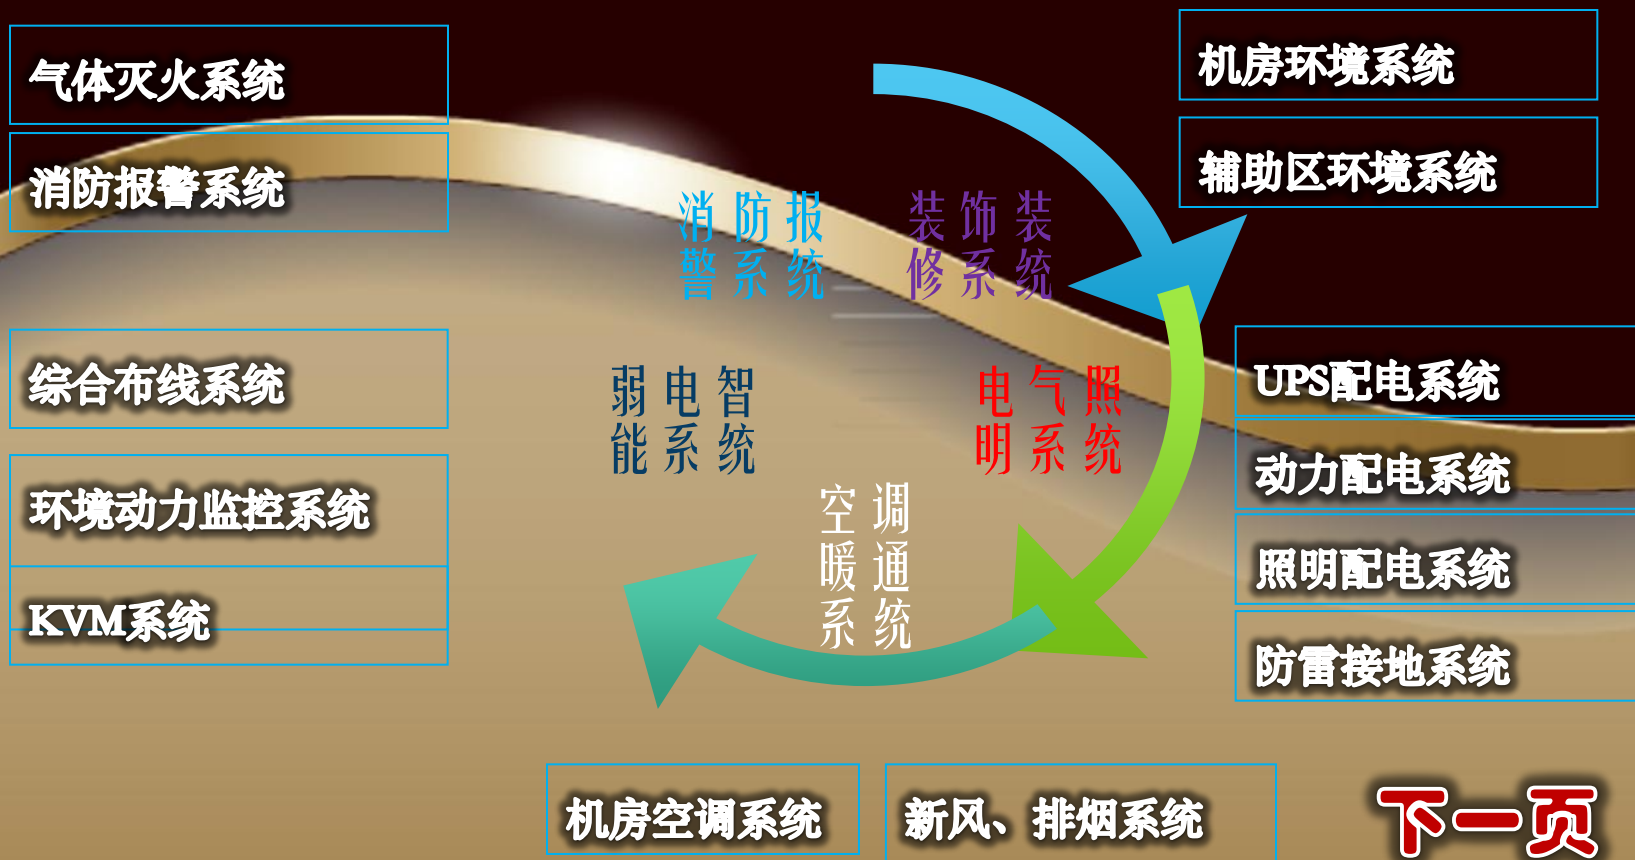 气体灭火系统
消防报警系统
综合布线系统
环境动力监控系统
KVM系统
消防报
警系统
装饰装
修系统
弱电智
能系统
电气照
明系统
空调
暖通
系统
机房环境系统
辅助区环境系统
UPS配电系统
动力配电系统
照明配电系统
防雷接地系统
机房空调系统
新风、排烟系统
下一页